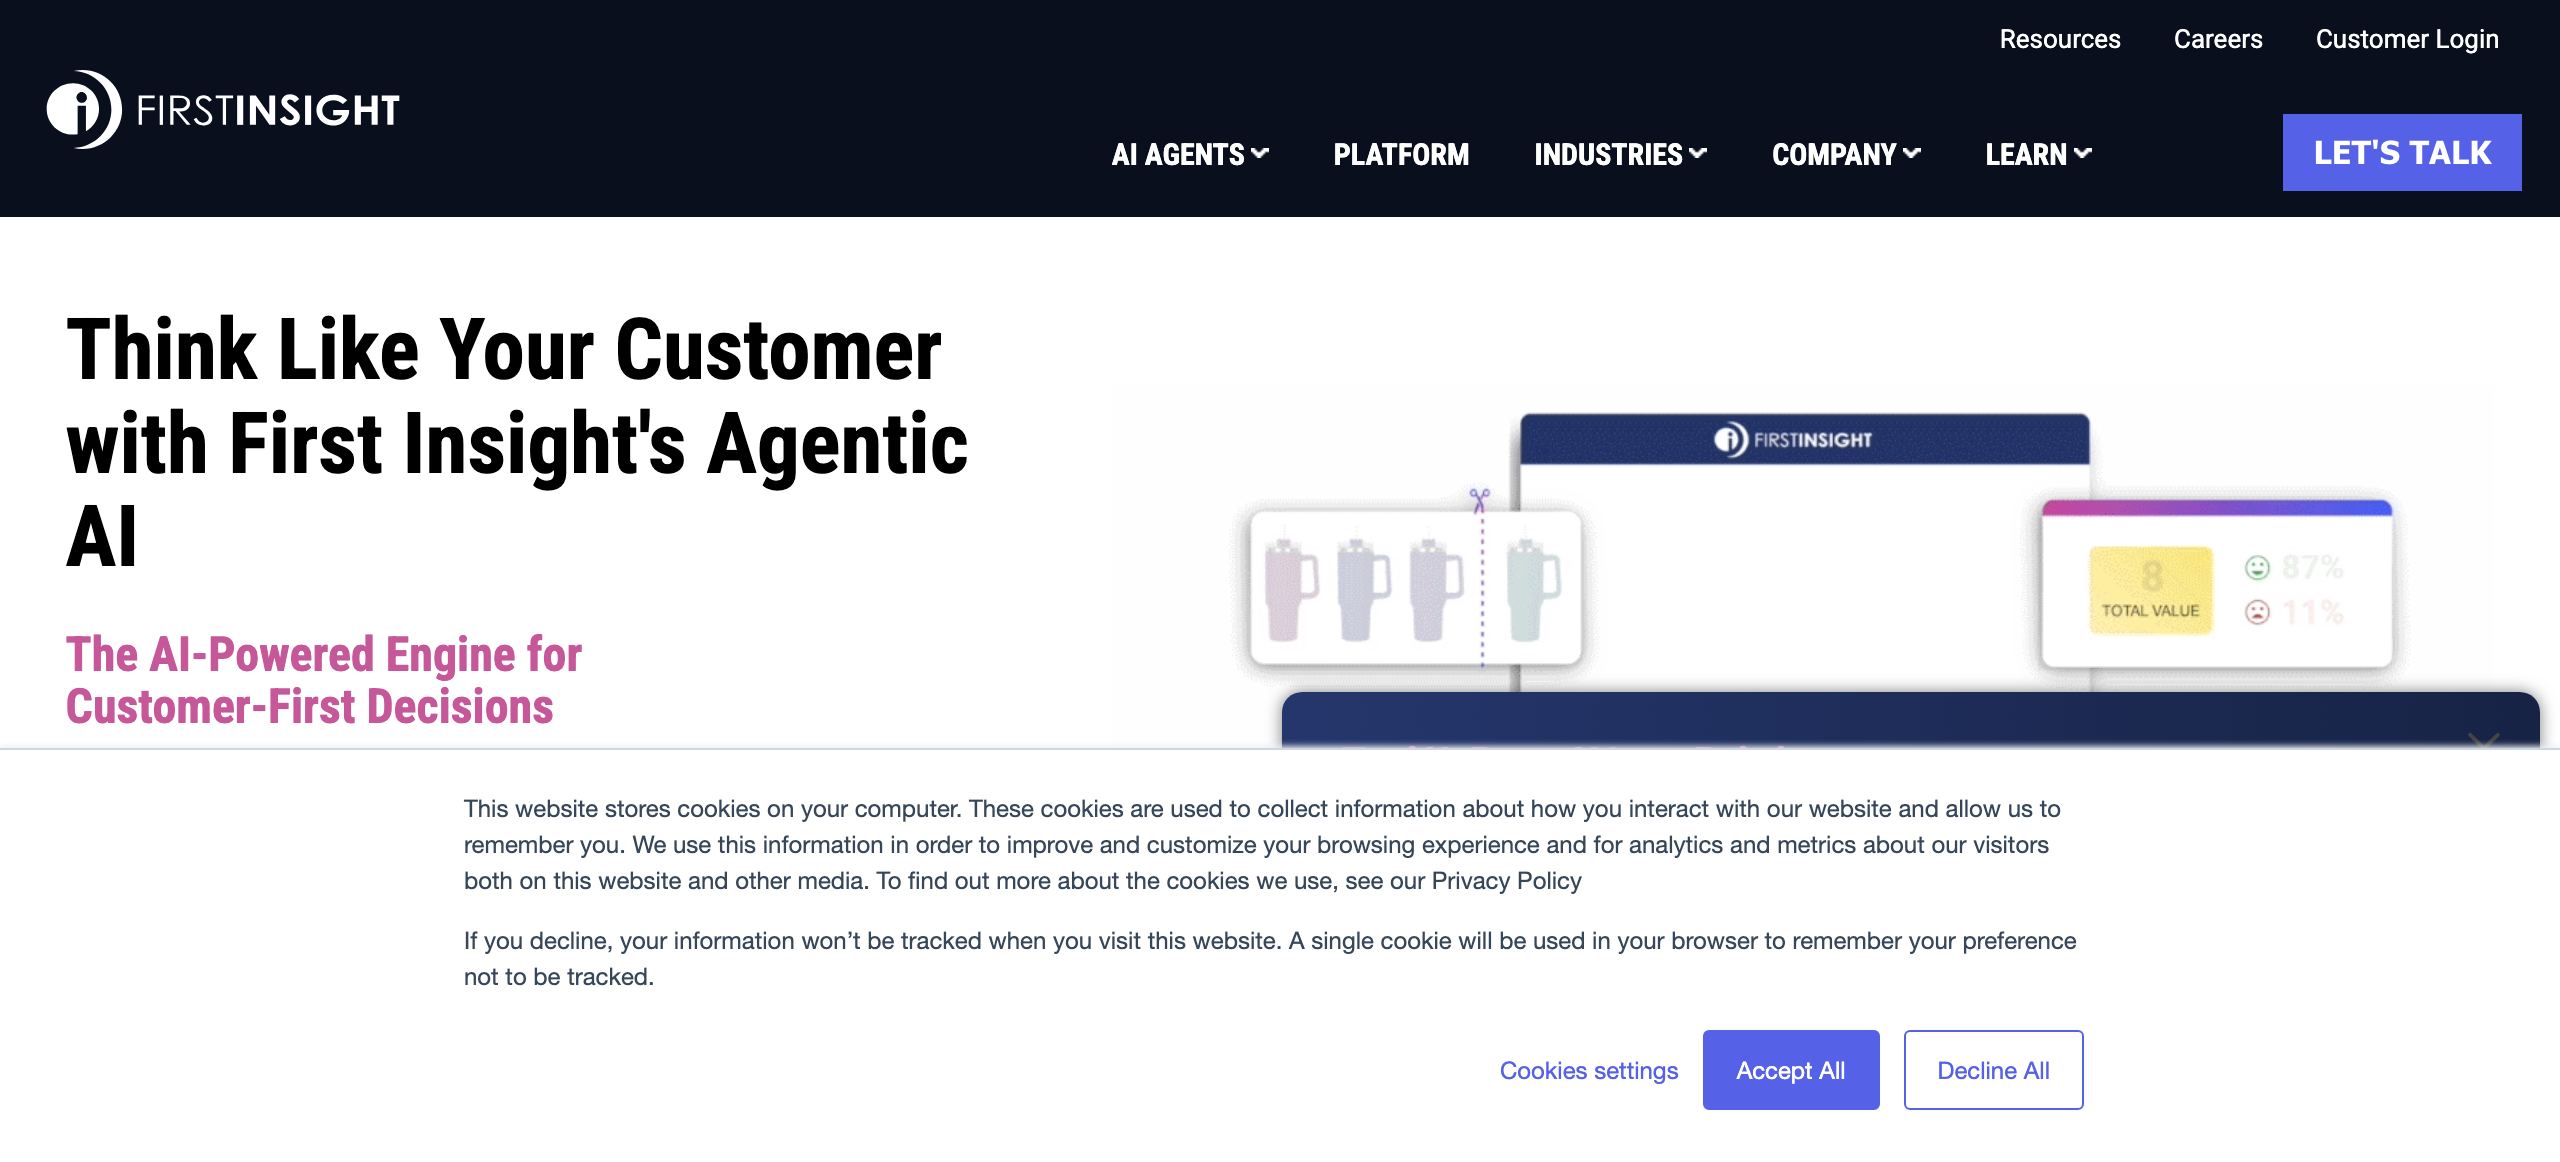 Resources Careers Customer Login
FIRSTINSIGHT
AI AGENTS PLATFORM INDUSTRIES COMPANY LEARN LET'S TALK
Think Like Your Customer
with First Insight's Agentic
AI
The AI-Powered Engine for
Customer-First Decisions
FIRSTINSIGHT
8
TOTAL VALUE
87%
11%
This website stores cookies on your computer. These cookies are used to collect information about how you interact with our website and allow us to
remember you. We use this information in order to improve and customize your browsing experience and for analytics and metrics about our visitors
both on this website and other media. To find out more about the cookies we use, see our Privacy Policy
If you decline, your information won’t be tracked when you visit this website. A single cookie will be used in your browser to remember your preference
not to be tracked.
Cookies settings Accept All Decline All